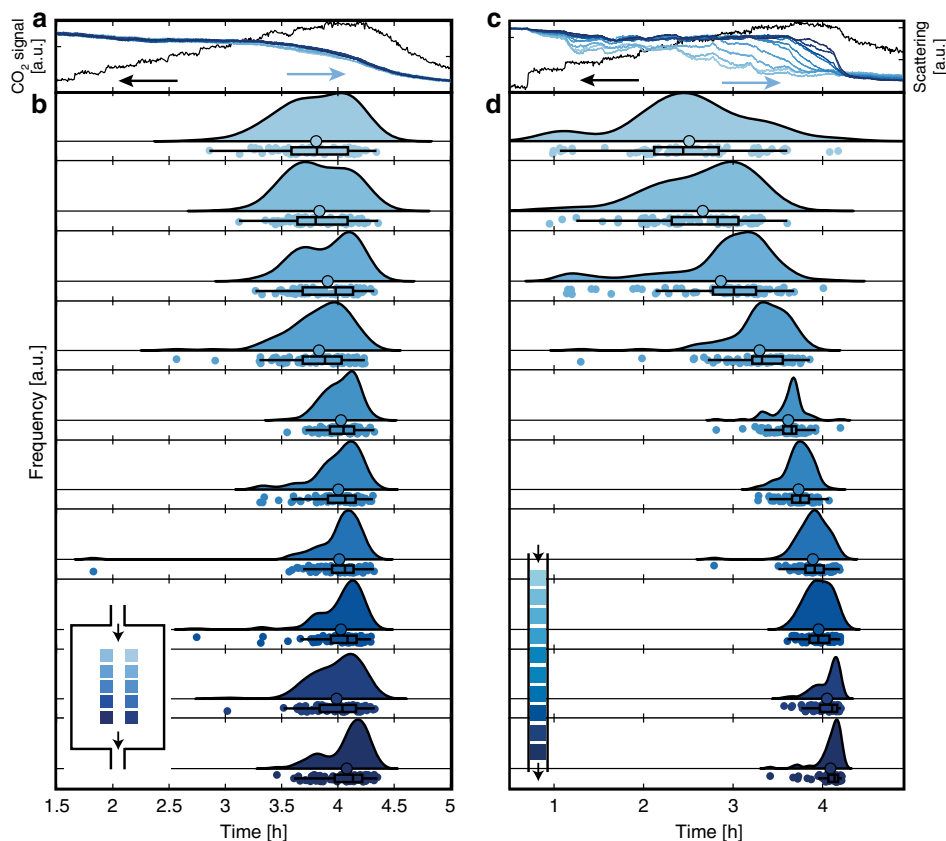 a
CO2 signal
[a.u.]
c
Scattering
[a.u.]
b
d
Frequency [a.u.]
1.5 2 2.5 3 3.5 4 4.5 5
Time [h]
1 2 3 4
Time [h]